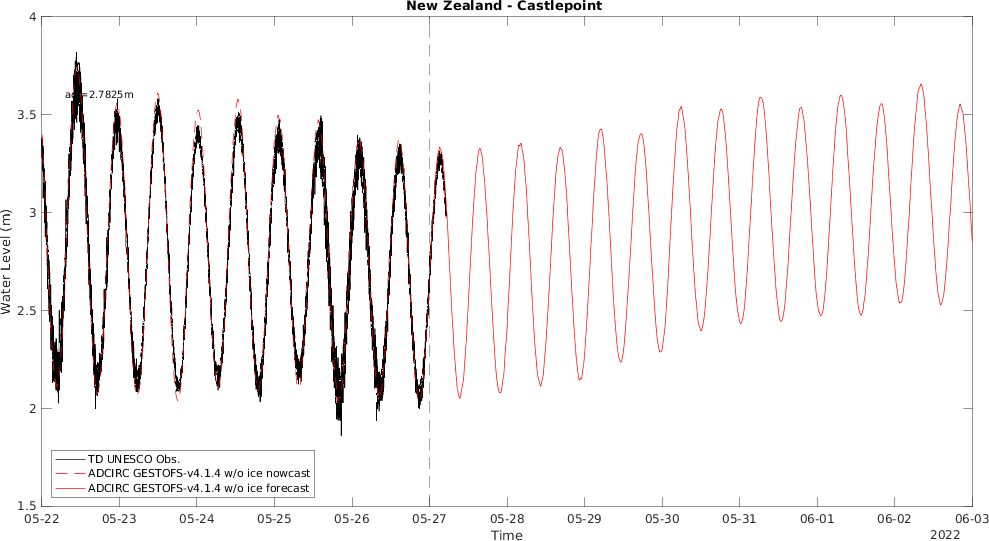 New Zealand - Castlepoint
4
3.5
3
2.5
2
1.5
Water Level (m)
=2.7825m
TD UNESCO Obs.
ADCIRC GESTOFS-v4.1.4 w/o ice nowcast
ADCIRC GESTOFS-v4.1.4 w/o ice forecast
05-22 05-23 05-24 05-25 05-26 05-27 05-28 05-29 05-30 05-31 06-01 06-02 06-03
Time
2022